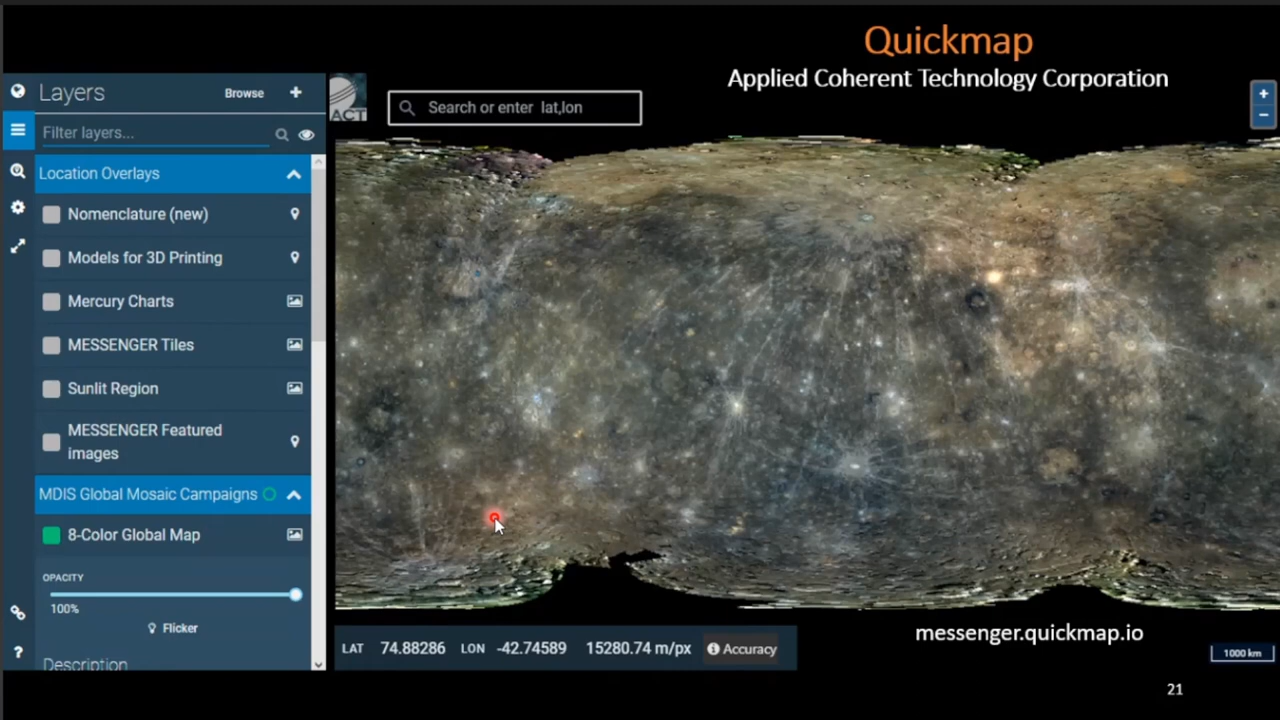 Quickmap
Applied Coherent Technology Corporation
Layers
Browse
+
Filter layers...
Location Overlays
Nomenclature (new)
Models for 3D Printing
Mercury Charts
MESSENGER Tiles
Sunlit Region
MESSENGER Featured
images
MDIS Global Mosaic Campaigns
8-Color Global Map
OPACITY
100%
Flicker
Description
?
ACT
Search or enter lat,lon
+
−
LAT 74.88286 LON -42.74589 15280.74 m/px Accuracy
messenger.quickmap.io
1000 km
21